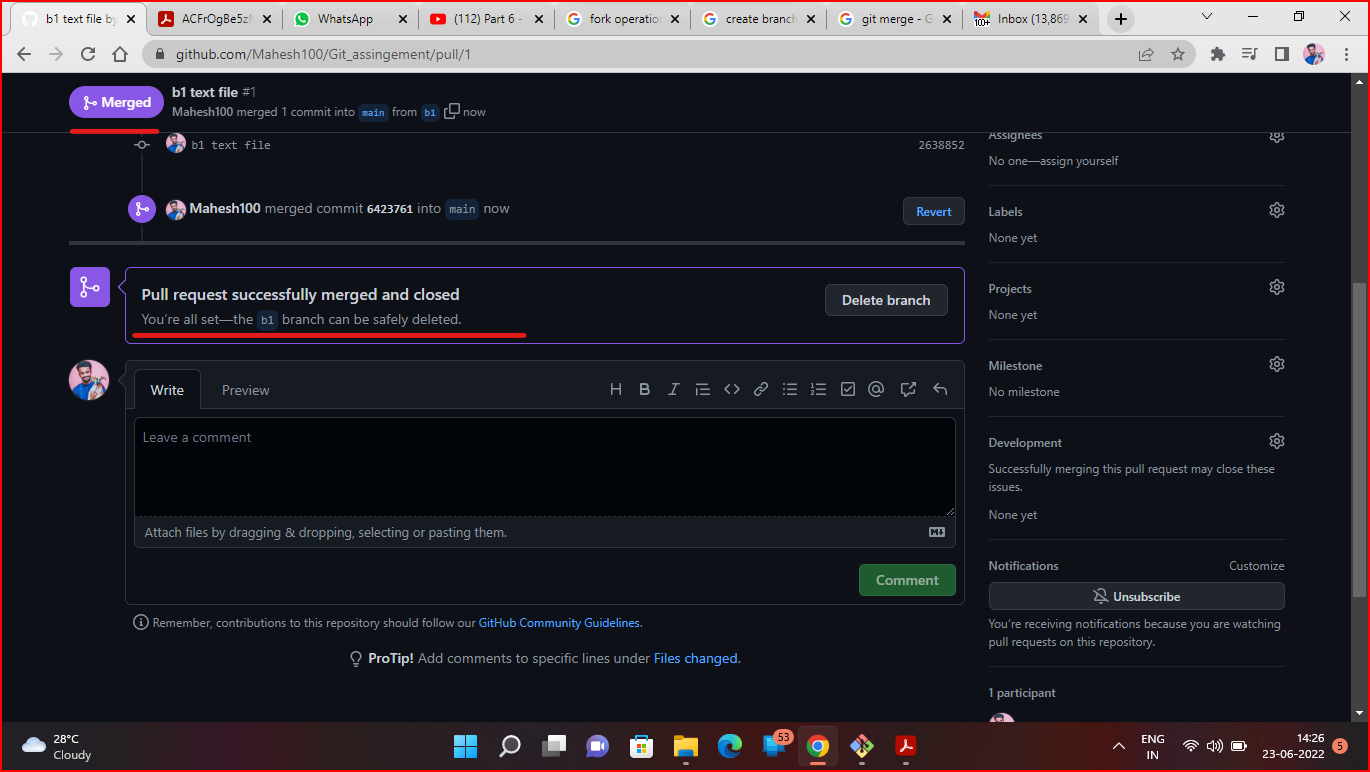 b1 text file by
ACFrOgBe5zM
WhatsApp
(112) Part 6 -
fork operation
create branch
git merge - G
Inbox (13,869
github.com/Mahesh100/Git_assingement/pull/1
Merged
b1 text file #1
Mahesh100 merged 1 commit into main from b1 now
b1 text file
2638852
Mahesh100 merged commit 6423761 into main now
Revert
Pull request successfully merged and closed
You're all set—the b1 branch can be safely deleted.
Delete branch
Write
Preview
Leave a comment
Attach files by dragging & dropping, selecting or pasting them.
Comment
Remember, contributions to this repository should follow our GitHub Community Guidelines.
ProTip! Add comments to specific lines under Files changed.
Assignees
No one—assign yourself
Labels
None yet
Projects
None yet
Milestone
No milestone
Development
Successfully merging this pull request may close these
issues.
None yet
Notifications
Customize
Unsubscribe
You're receiving notifications because you are watching
pull requests on this repository.
1 participant
28°C
Cloudy
53
ENG
IN
14:26
23-06-2022
5